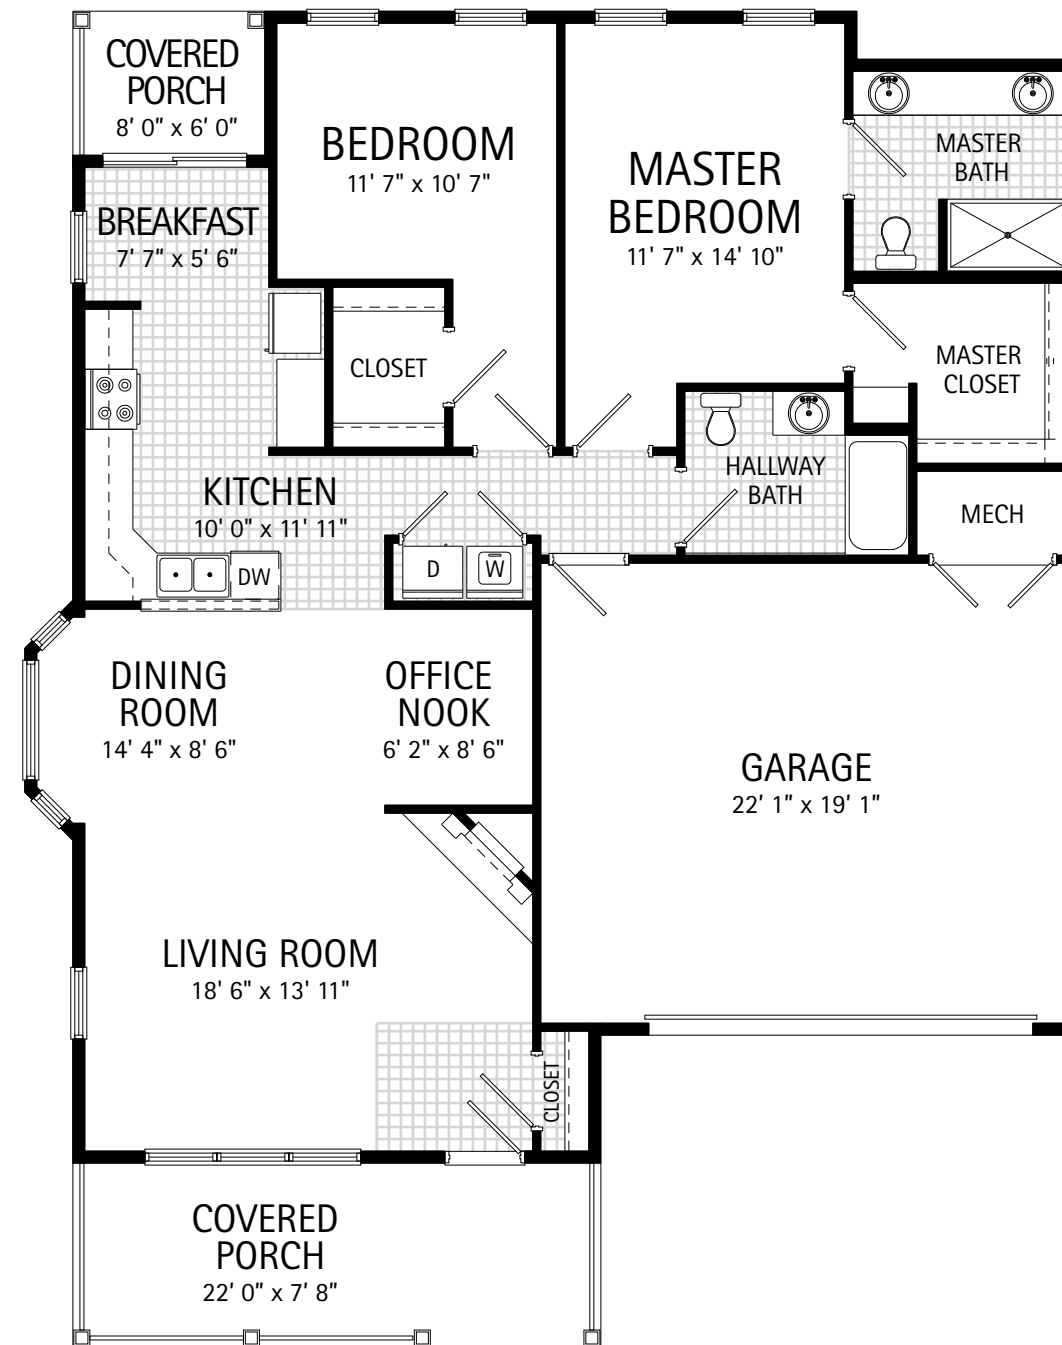 COVERED
PORCH
8' 0" x 6' 0"
BEDROOM
11' 7" x 10' 7"
MASTER
BEDROOM
11' 7" x 14' 10"
MASTER
BATH
BREAKFAST
7' 7" x 5' 6"
CLOSET
MASTER
CLOSET
KITCHEN
10' 0" x 11' 11"
HALLWAY
BATH
MECH
DW
D
W
DINING
ROOM
14' 4" x 8' 6"
OFFICE
NOOK
6' 2" x 8' 6"
GARAGE
22' 1" x 19' 1"
LIVING ROOM
18' 6" x 13' 11"
CLOSET
COVERED
PORCH
22' 0" x 7' 8"